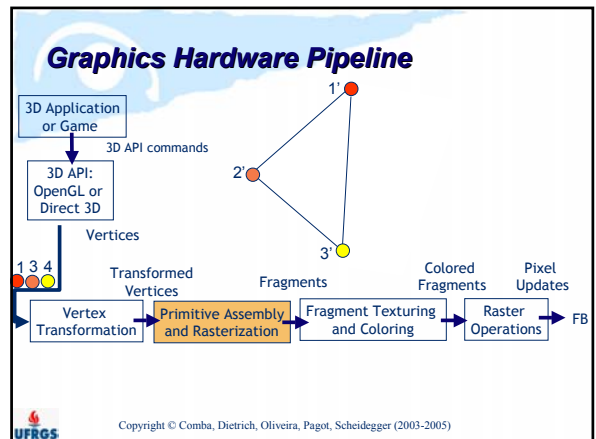 Graphics Hardware Pipeline
1'
3D Application
or Game
3D API commands
2'
3D API:
OpenGL or
Direct 3D
Vertices
3'
1 3 4
Transformed
Vertices
Fragments
Colored
Fragments
Pixel
Updates
Vertex
Transformation
Primitive Assembly
and Rasterization
Fragment Texturing
and Coloring
Raster
Operations
FB
UFRGS
Copyright © Comba, Dietrich, Oliveira, Pagot, Scheidegger (2003-2005)